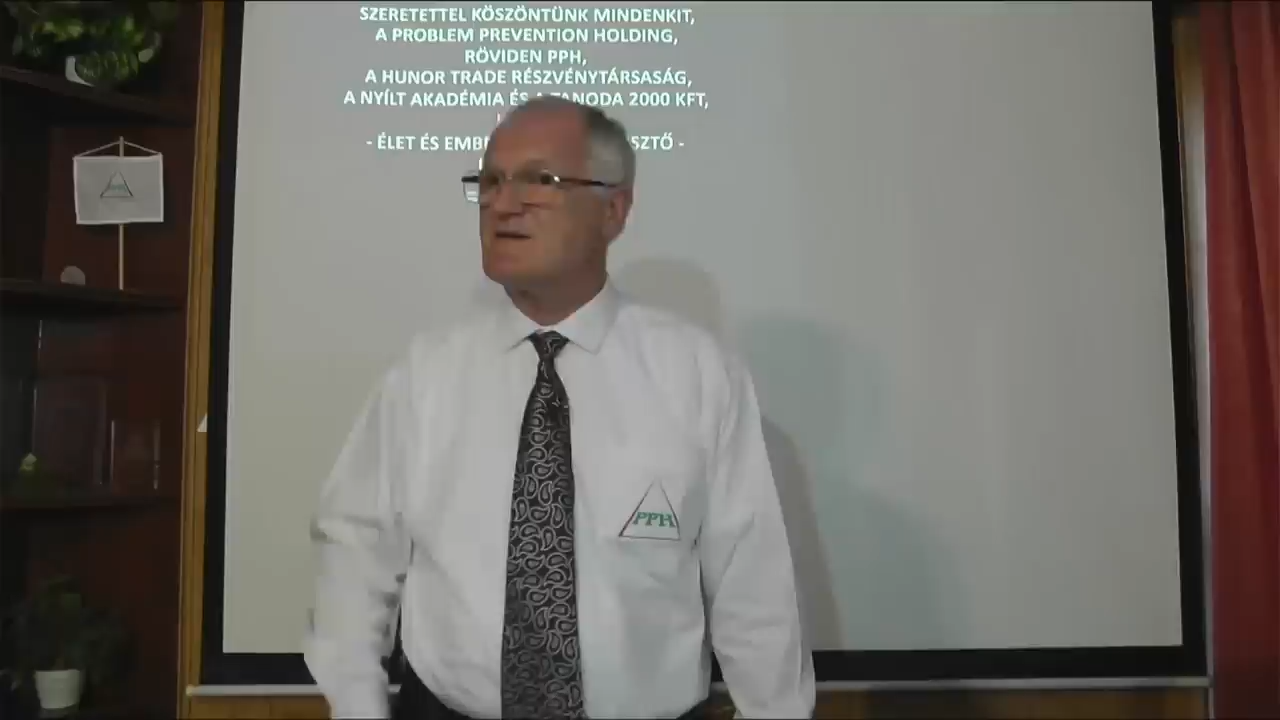 SZERETETTEL KÖSZÖNTÜNK MINDENKIT,
A PROBLEM PREVENTION HOLDING,
RÖVIDEN PPH,
A HUNOR TRADE RÉSZVÉNYTÁRSASÁG,
A NYÍLT AKADÉMIA ÉS A TANODA 2000 KFT,
- ÉLET ÉS
PPH